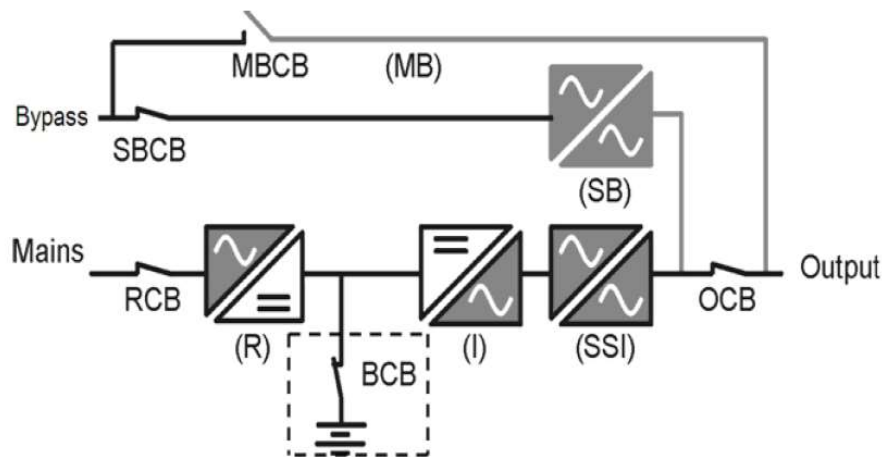 MBCB (MB)
Bypass
SBCB
(SB)
Mains
RCB
(R)
BCB
(I)
(SSI)
OCB
Output